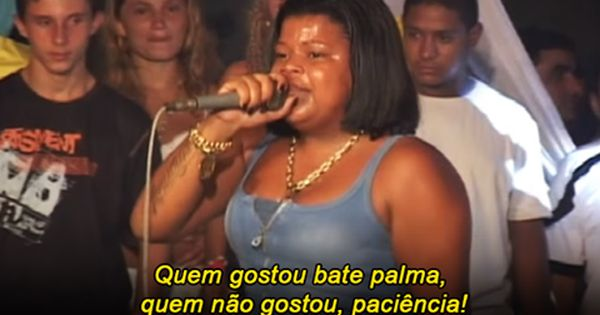 Quem gostou bate palma,
quem não gostou, paciência!